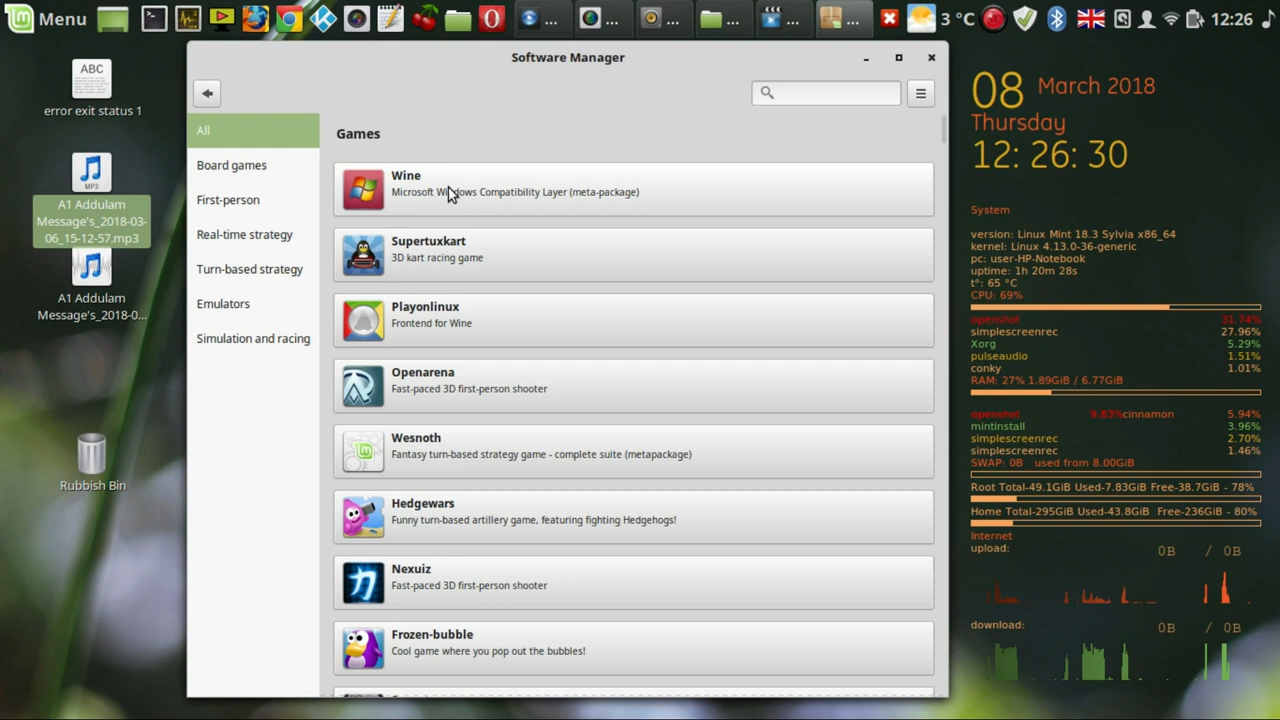 Menu
...
...
...
...
...
...
3 °C
12:26
ABC
error exit status 1
MP3
A1 Addulam
Message's_2018-03-
06_15-12-57.mp3
A1 Addulam
Message's_2018-0...
Rubbish Bin
Software Manager
All
Board games
First-person
Real-time strategy
Turn-based strategy
Emulators
Simulation and racing
Games
Wine
Microsoft Windows Compatibility Layer (meta-package)
Supertuxkart
3D kart racing game
Playonlinux
Frontend for Wine
Openarena
Fast-paced 3D first-person shooter
Wesnoth
Fantasy turn-based strategy game - complete suite (metapackage)
Hedgewars
Funny turn-based artillery game, featuring fighting Hedgehogs!
Nexuiz
Fast-paced 3D first-person shooter
Frozen-bubble
Cool game where you pop out the bubbles!
08 March 2018
Thursday
12: 26: 30
System
version: Linux Mint 18.3 Sylvia x86_64
kernel: Linux 4.13.0-36-generic
pc: user-HP-Notebook
uptime: 1h 20m 28s
t°: 65 °C
CPU: 69%
openshot 31.74%
simplescreenrec 27.96%
Xorg 5.29%
pulseaudio 1.51%
conky 1.01%
RAM: 27% 1.89GiB / 6.77GiB
openshot 9.83%cinnamon 5.94%
mintinstall 3.96%
simplescreenrec 2.70%
simplescreenrec 1.46%
SWAP: 0B used from 8.00GiB
Root Total-49.1GiB Used-7.83GiB Free-38.7GiB - 78%
Home Total-295GiB Used-43.8GiB Free-236GiB - 80%
Internet
upload: 0B / 0B
download: 0B / 0B